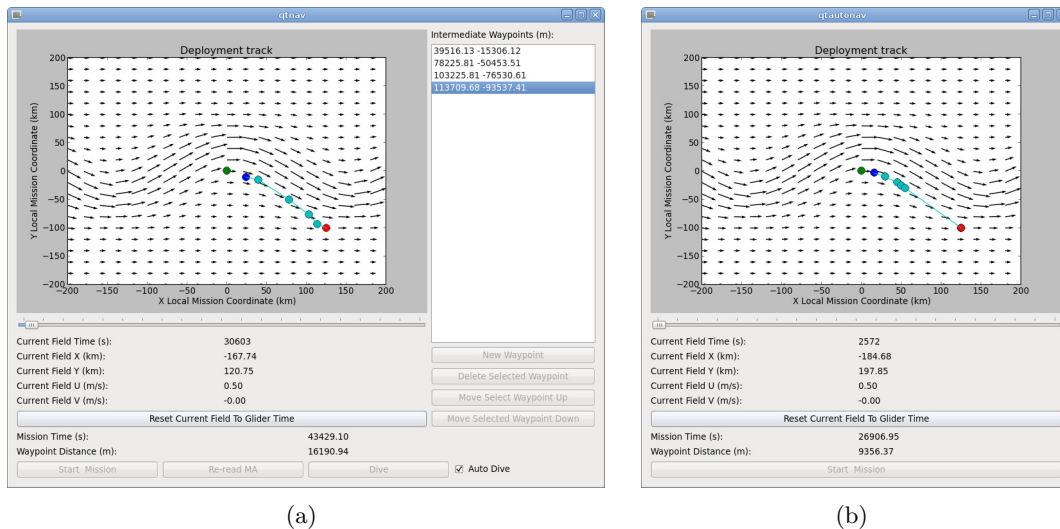 qtnav
Deployment track
Y Local Mission Coordinate (km)
200
150
100
50
0
−50
−100
−150
−200
−200 −150 −100 −50 0 50 100 150 200
X Local Mission Coordinate (km)
Intermediate Waypoints (m):
39516.13 -15306.12
78225.81 -50453.51
103225.81 -76530.61
113709.68 -93537.41
New Waypoint
Delete Selected Waypoint
Move Select Waypoint Up
Move Selected Waypoint Down
Current Field Time (s): 30603
Current Field X (km): -167.74
Current Field Y (km): 120.75
Current Field U (m/s): 0.50
Current Field V (m/s): -0.00
Reset Current Field To Glider Time
Mission Time (s): 43429.10
Waypoint Distance (m): 16190.94
Start Mission Re-read MA Dive Auto Dive
(a)
qtautonav
Deployment track
Y Local Mission Coordinate (km)
200
150
100
50
0
−50
−100
−150
−200
−200 −150 −100 −50 0 50 100 150 200
X Local Mission Coordinate (km)
Current Field Time (s): 2572
Current Field X (km): -184.68
Current Field Y (km): 197.85
Current Field U (m/s): 0.50
Current Field V (m/s): -0.00
Reset Current Field To Glider Time
Mission Time (s): 26906.95
Waypoint Distance (m): 9356.37
Start Mission
(b)